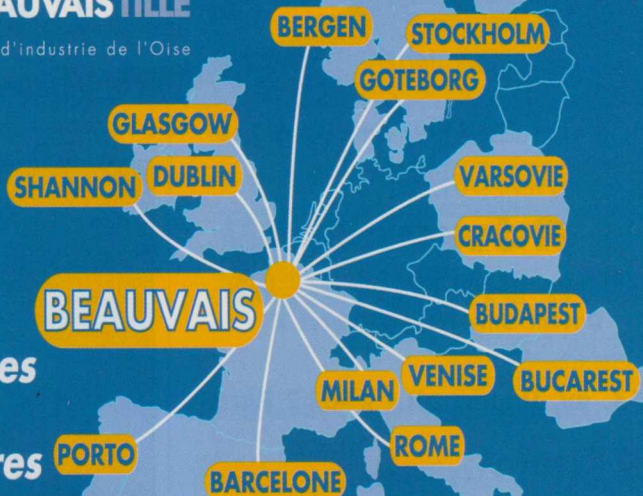 AUVAIS TILLÉ
d'industrie de l'Oise
BERGEN
STOCKHOLM
GOTEBORG
GLASGOW
SHANNON
DUBLIN
VARSOVIE
CRACOVIE
BEAUVAIS
BUDAPEST
es
MILAN
VENISE
BUCAREST
res
PORTO
BARCELONE
ROME